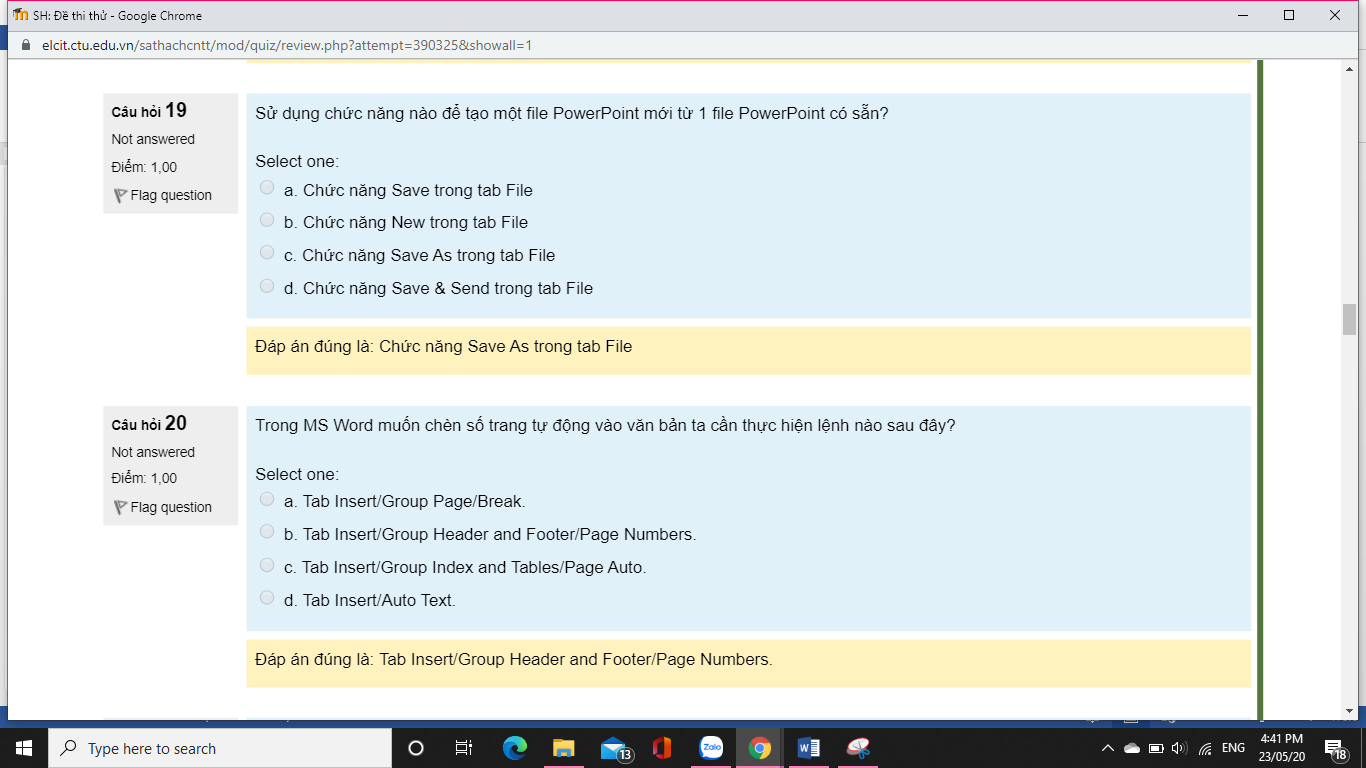 SH: Đề thi thử - Google Chrome
elcit.ctu.edu.vn/sathachcntt/mod/quiz/review.php?attempt=390325&showall=1
Câu hỏi 19
Not answered
Điểm: 1,00
Flag question
Sử dụng chức năng nào để tạo một file PowerPoint mới từ 1 file PowerPoint có sẵn?
Select one:
a. Chức năng Save trong tab File
b. Chức năng New trong tab File
c. Chức năng Save As trong tab File
d. Chức năng Save & Send trong tab File
Đáp án đúng là: Chức năng Save As trong tab File
Câu hỏi 20
Not answered
Điểm: 1,00
Flag question
Trong MS Word muốn chèn số trang tự động vào văn bản ta cần thực hiện lệnh nào sau đây?
Select one:
a. Tab Insert/Group Page/Break.
b. Tab Insert/Group Header and Footer/Page Numbers.
c. Tab Insert/Group Index and Tables/Page Auto.
d. Tab Insert/Auto Text.
Đáp án đúng là: Tab Insert/Group Header and Footer/Page Numbers.
Type here to search
13
Zalo
ENG
4:41 PM
23/05/20
18